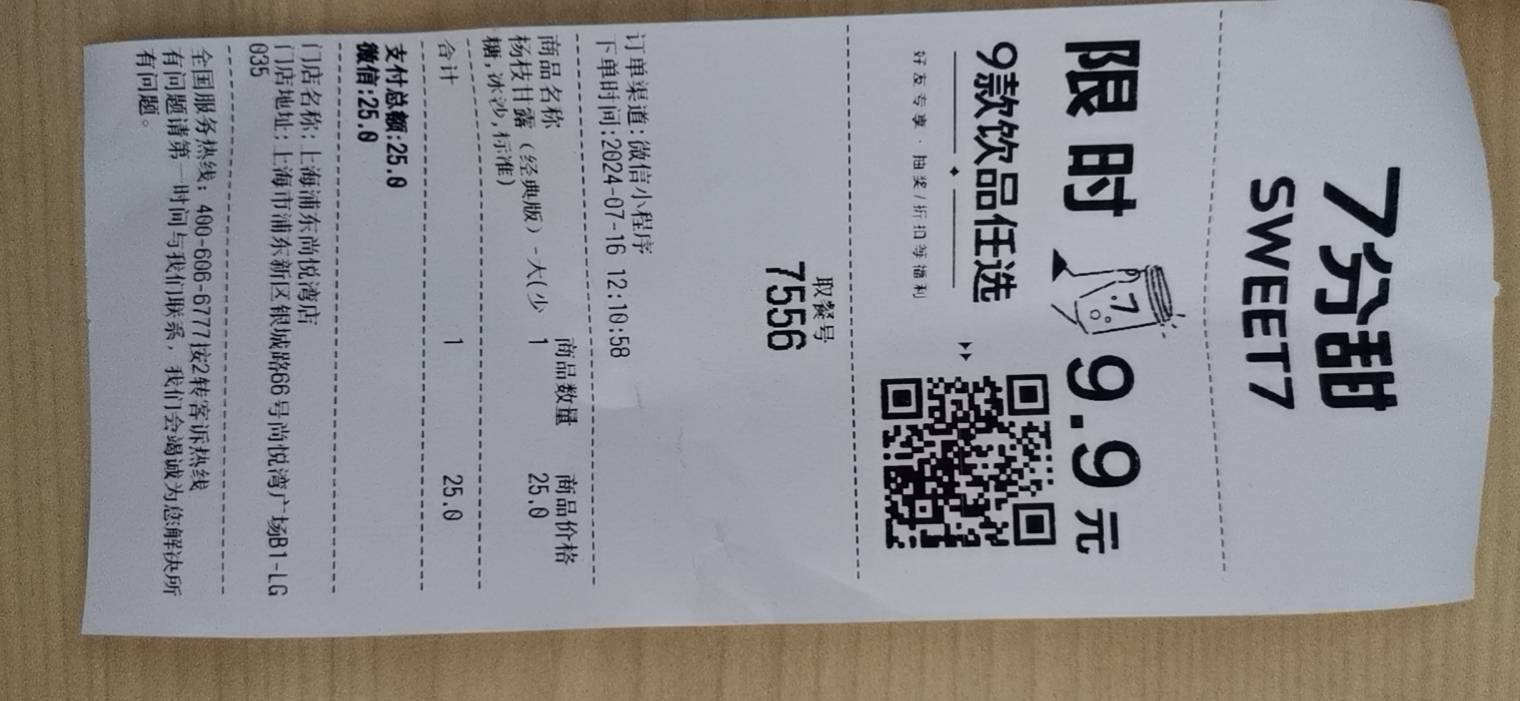 7分甜
SWEET7
限时 9.9元
9款饮品任选
好友专享·抽奖/折扣等福利
取餐号
7556
订单渠道:微信小程序
下单时间:2024-07-16 12:10:58
商品名称 商品数量 商品价格
杨枝甘露（经典版）-大(少 1 25.0
糖,冰沙,标准)
合计 1 25.0
支付总额:25.0
微信:25.0
门店名称: 上海浦东尚悦湾店
门店地址: 上海市浦东新区银城路66号尚悦湾广场B1-LG
035
全国服务热线: 400-606-6777按2转客诉热线
有问题请第一时间与我们联系, 我们会竭诚为您解决所
有问题。